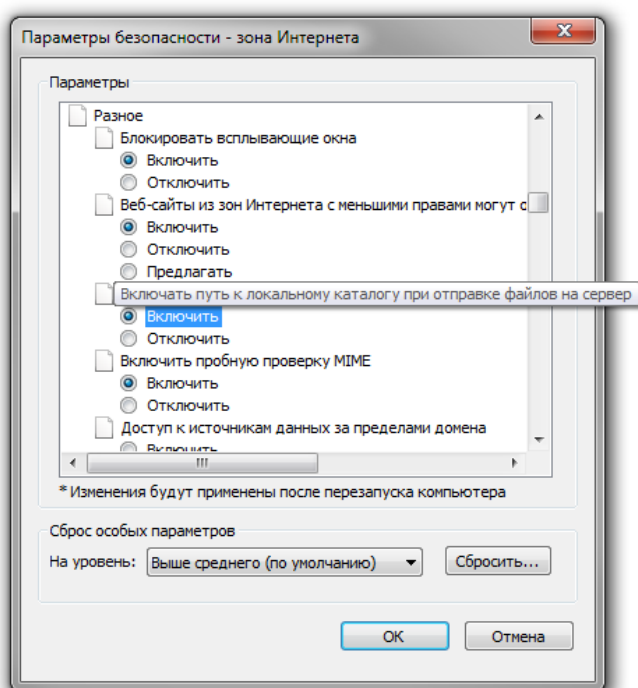 Параметры безопасности - зона Интернета
Параметры
Разное
Блокировать всплывающие окна
Включить
Отключить
Веб-сайты из зон Интернета с меньшими правами могут
Включить
Отключить
Предлагать
Включать путь к локальному каталогу при отправке файлов на сервер
Включить
Отключить
Включить пробную проверку MIME
Включить
Отключить
Доступ к источникам данных за пределами домена
Включить
* Изменения будут применены после перезапуска компьютера
Сброс особых параметров
На уровень: Выше среднего (по умолчанию) Сбросить...
ОК Отмена